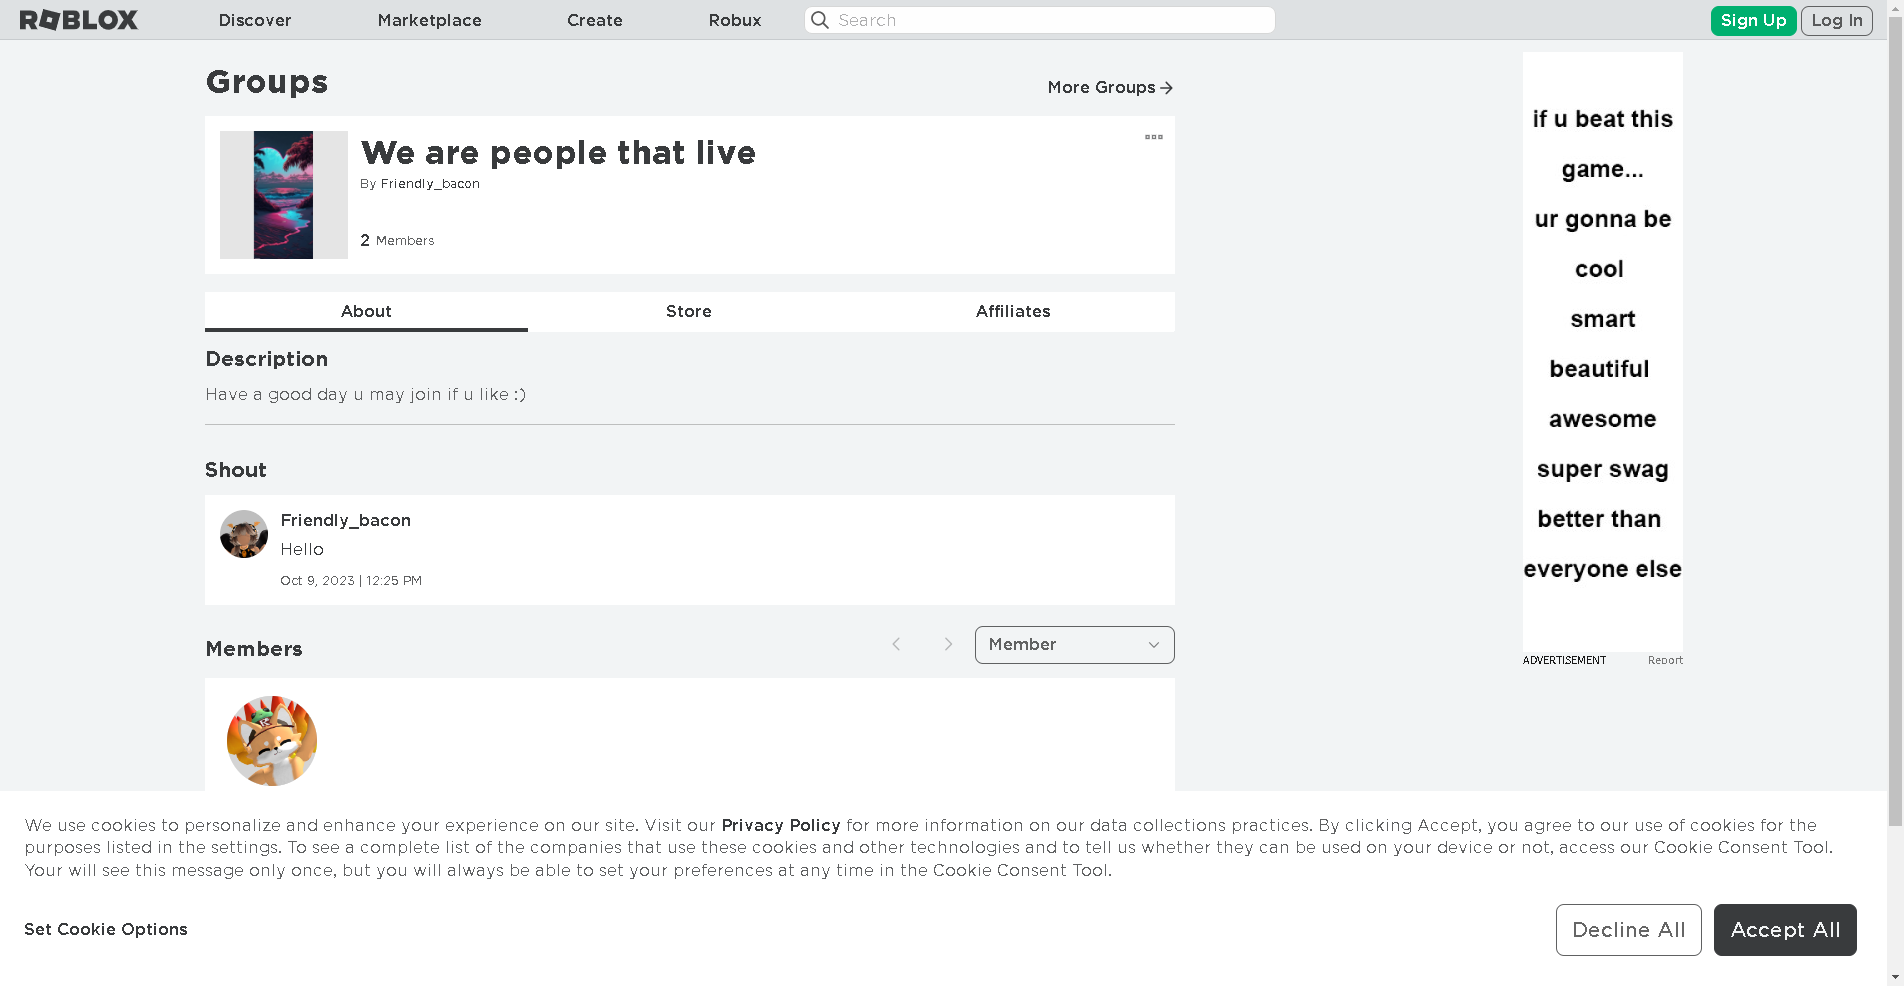 ROBLOX
Discover
Marketplace
Create
Robux
Search
Sign Up
Log In
Groups
More Groups
We are people that live
By Friendly_bacon
2 Members
About
Store
Affiliates
Description
Have a good day u may join if u like :)
Shout
Friendly_bacon
Hello
Oct 9, 2023 | 12:25 PM
Members
Member
if u beat this
game...
ur gonna be
cool
smart
beautiful
awesome
super swag
better than
everyone else
ADVERTISEMENT
Report
We use cookies to personalize and enhance your experience on our site. Visit our Privacy Policy for more information on our data collections practices. By clicking Accept, you agree to our use of cookies for the
purposes listed in the settings. To see a complete list of the companies that use these cookies and other technologies and to tell us whether they can be used on your device or not, access our Cookie Consent Tool.
Your will see this message only once, but you will always be able to set your preferences at any time in the Cookie Consent Tool.
Set Cookie Options
Decline All
Accept All